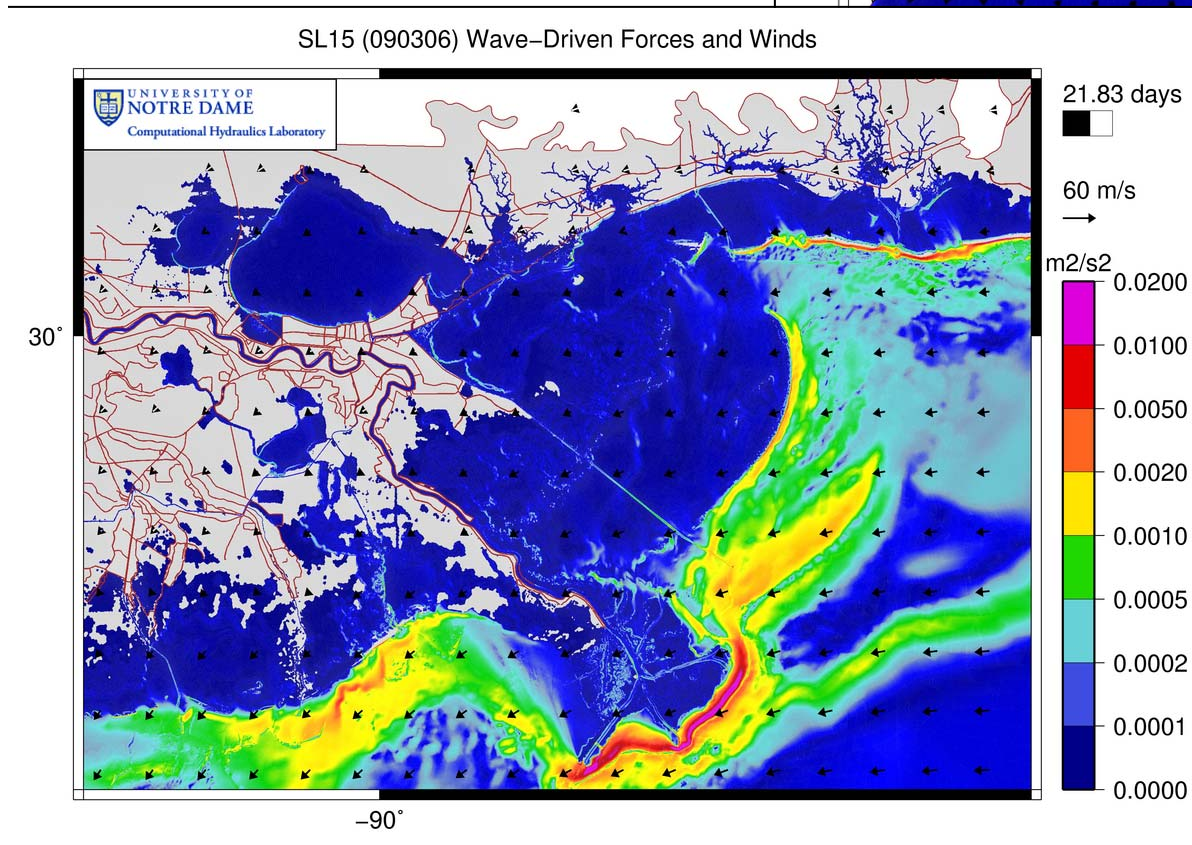 SL15 (090306) Wave−Driven Forces and Winds
UNIVERSITY OF
NOTRE DAME
Computational Hydraulics Laboratory
21.83 days
60 m/s
m2/s2
0.0200
0.0100
0.0050
0.0020
0.0010
0.0005
0.0002
0.0001
0.0000
30˚
−90˚